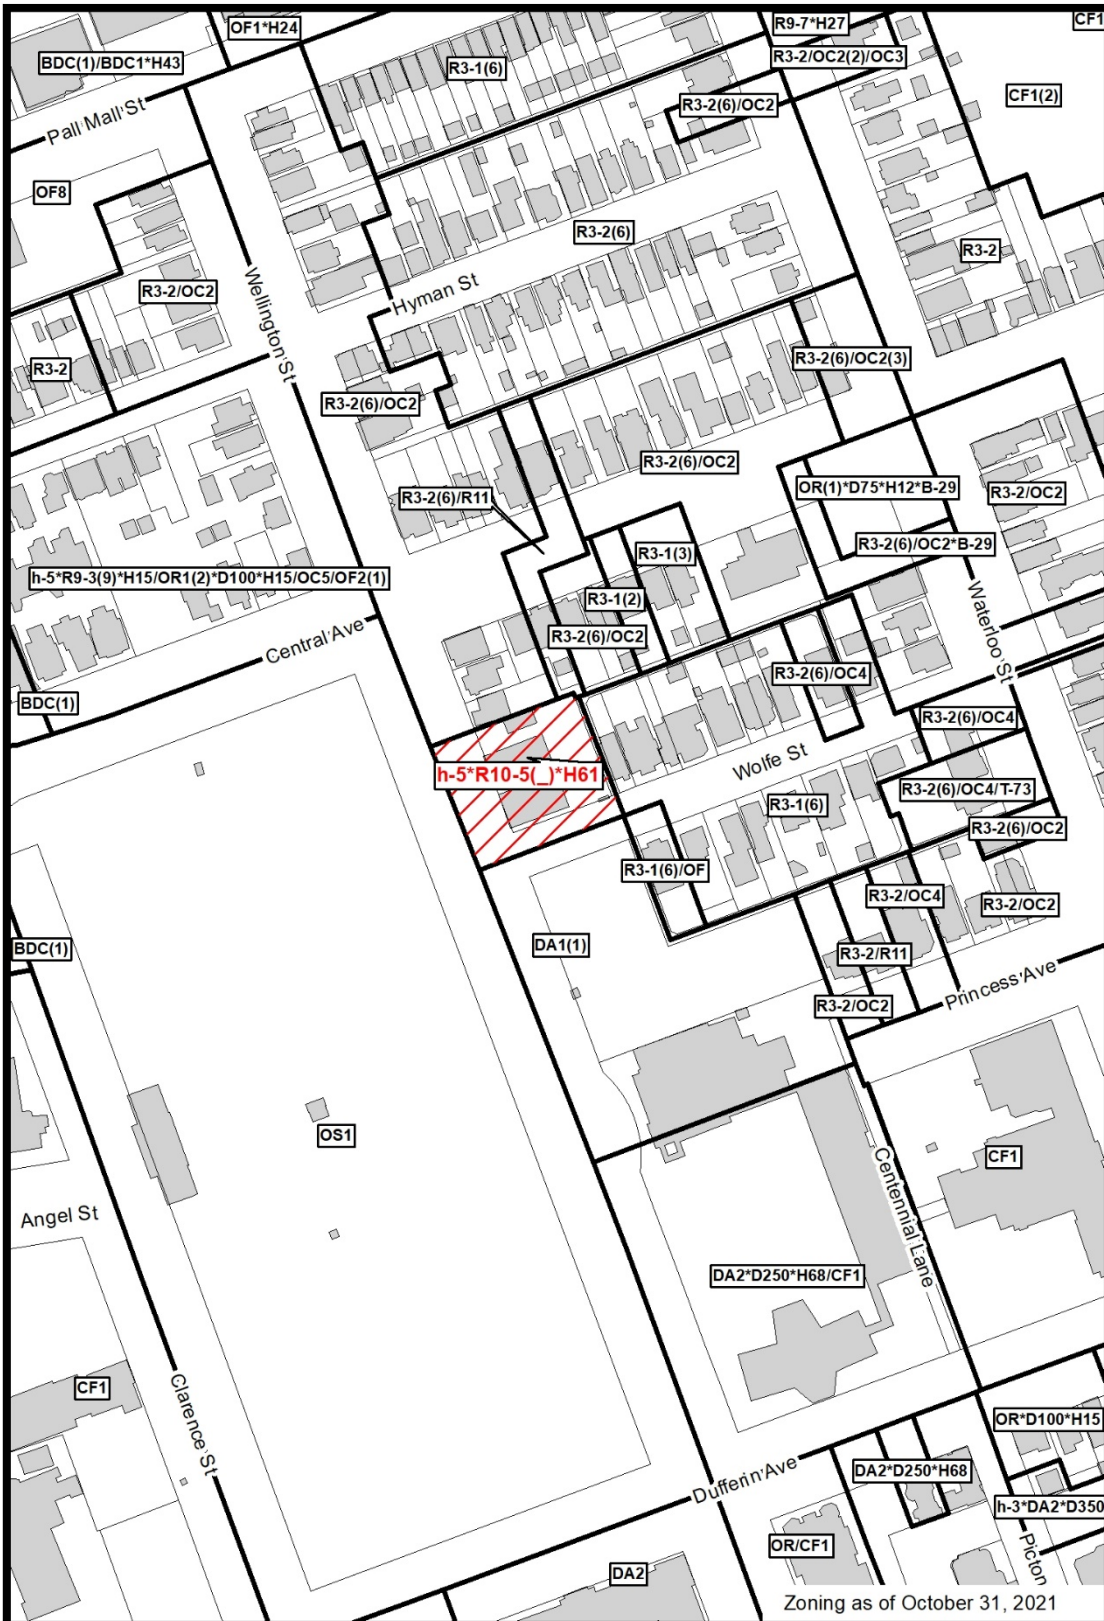 OF1*H24
R9-7*H27
CF1
BDC(1)/BDC1*H43
R3-1(6)
R3-2/OC2(2)/OC3
CF1(2)
R3-2(6)/OC2
Pall Mall St
OF8
R3-2(6)
R3-2
R3-2/OC2
Wellington St
Hyman St
R3-2
R3-2(6)/OC2(3)
R3-2(6)/OC2
R3-2(6)/OC2
R3-2(6)/R11
OR(1)*D75*H12*B-29
R3-2/OC2
R3-2(6)/OC2*B-29
R3-1(3)
h-5*R9-3(9)*H15/OR1(2)*D100*H15/OC5/OF2(1)
R3-1(2)
R3-2(6)/OC2
Waterloo St
Central Ave
R3-2(6)/OC4
BDC(1)
R3-2(6)/OC4
h-5*R10-5(_)*H61
Wolfe St
R3-2(6)/OC4/T-73
R3-1(6)
R3-2(6)/OC2
R3-1(6)/OF
R3-2/OC4
R3-2/OC2
BDC(1)
DA1(1)
R3-2/R11
Princess Ave
R3-2/OC2
OS1
CF1
Centennial Lane
Angel St
DA2*D250*H68/CF1
CF1
Clarence St
OR*D100*H15
DA2*D250*H68
Dufferin Ave
h-3*DA2*D350
OR/CF1
Picton
DA2
Zoning as of October 31, 2021